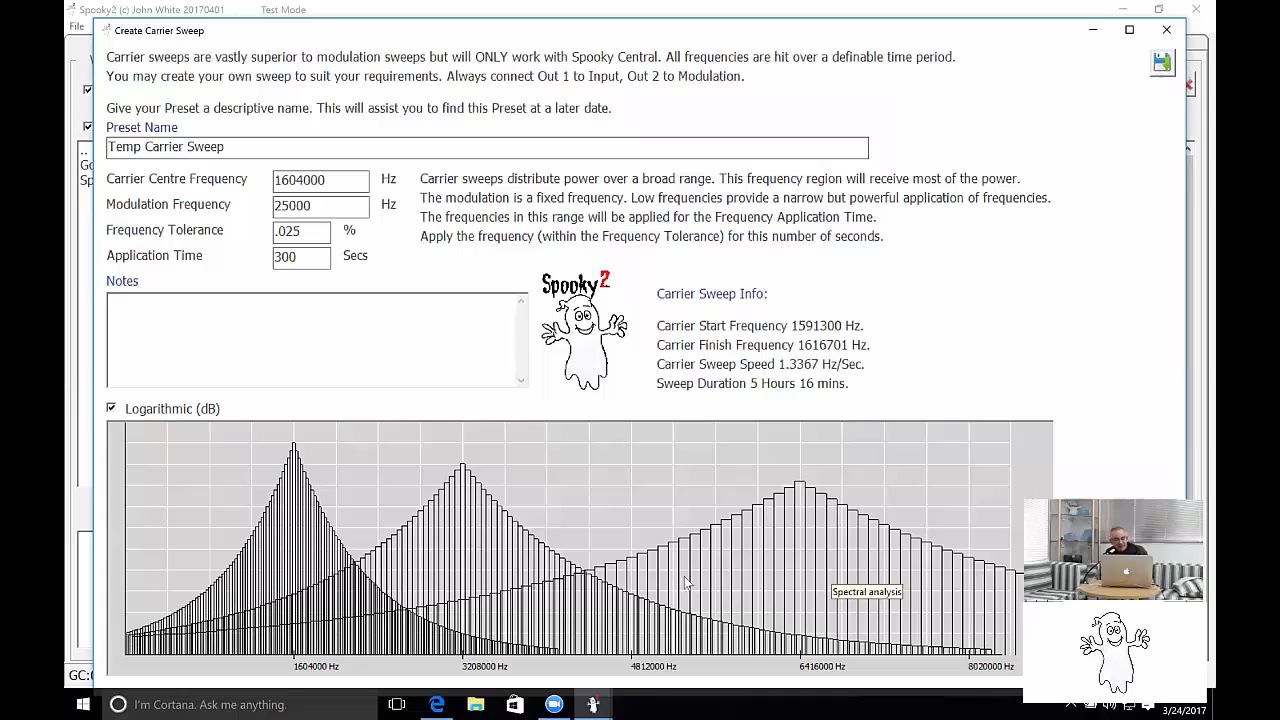 Spooky2 (c) John White 20170401 Test Mode
File
Create Carrier Sweep
Carrier sweeps are vastly superior to modulation sweeps but will ONLY work with Spooky Central. All frequencies are hit over a definable time period.
You may create your own sweep to suit your requirements. Always connect Out 1 to Input, Out 2 to Modulation.
Give your Preset a descriptive name. This will assist you to find this Preset at a later date.
Preset Name
Temp Carrier Sweep
Carrier Centre Frequency 1604000 Hz Carrier sweeps distribute power over a broad range. This frequency region will receive most of the power.
Modulation Frequency 25000 Hz The modulation is a fixed frequency. Low frequencies provide a narrow but powerful application of frequencies.
The frequencies in this range will be applied for the Frequency Application Time.
Frequency Tolerance .025 %
Apply the frequency (within the Frequency Tolerance) for this number of seconds.
Application Time 300 Secs
Notes
Spooky2
Carrier Sweep Info:
Carrier Start Frequency 1591300 Hz.
Carrier Finish Frequency 1616701 Hz.
Carrier Sweep Speed 1.3367 Hz/Sec.
Sweep Duration 5 Hours 16 mins.
Logarithmic (dB)
Spectral analysis
1604000 Hz 3208000 Hz 4812000 Hz 6416000 Hz 8020000 Hz
I'm Cortana. Ask me anything.
3/24/2017